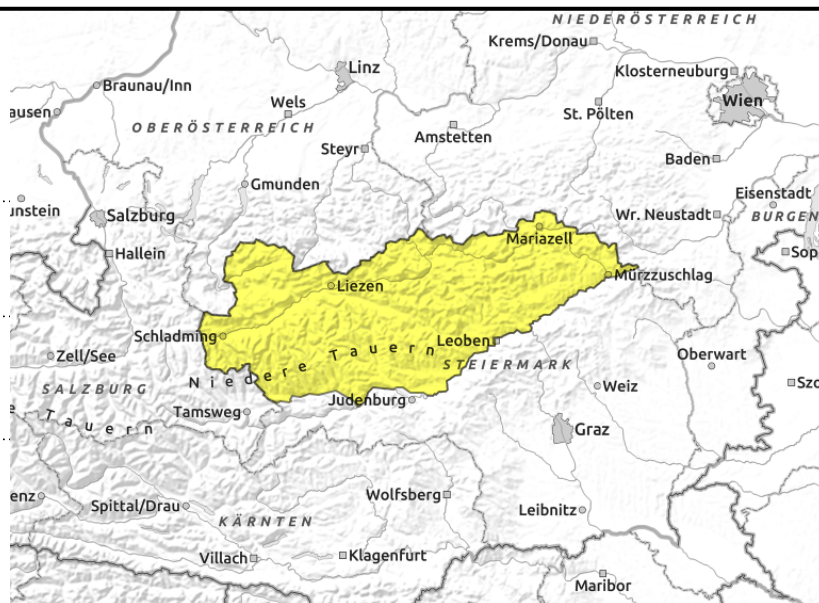 NIEDERÖSTERREICH
Krems/Donau
Linz
Klosterneuburg
Braunau/Inn
Wels
Wien
ausen
St. Pölten
OBERÖSTERREICH
Amstetten
Steyr
Baden
Gmunden
Eisenstadt
unstein
Salzburg
Wr. Neustadt
BURGEN
Mariazell
Hallein
Sop
Mürzzuschlag
Liezen
Schladming
Leoben
Zell/See
Niedere Tauern
STEIERMARK
Oberwart
SALZBURG
Weiz
Szo
Judenburg
Tamsweg
e
Tauern
Graz
Wolfsberg
enz
Spittal/Drau
Leibnitz
KÄRNTEN
Villach
Klagenfurt
Maribor